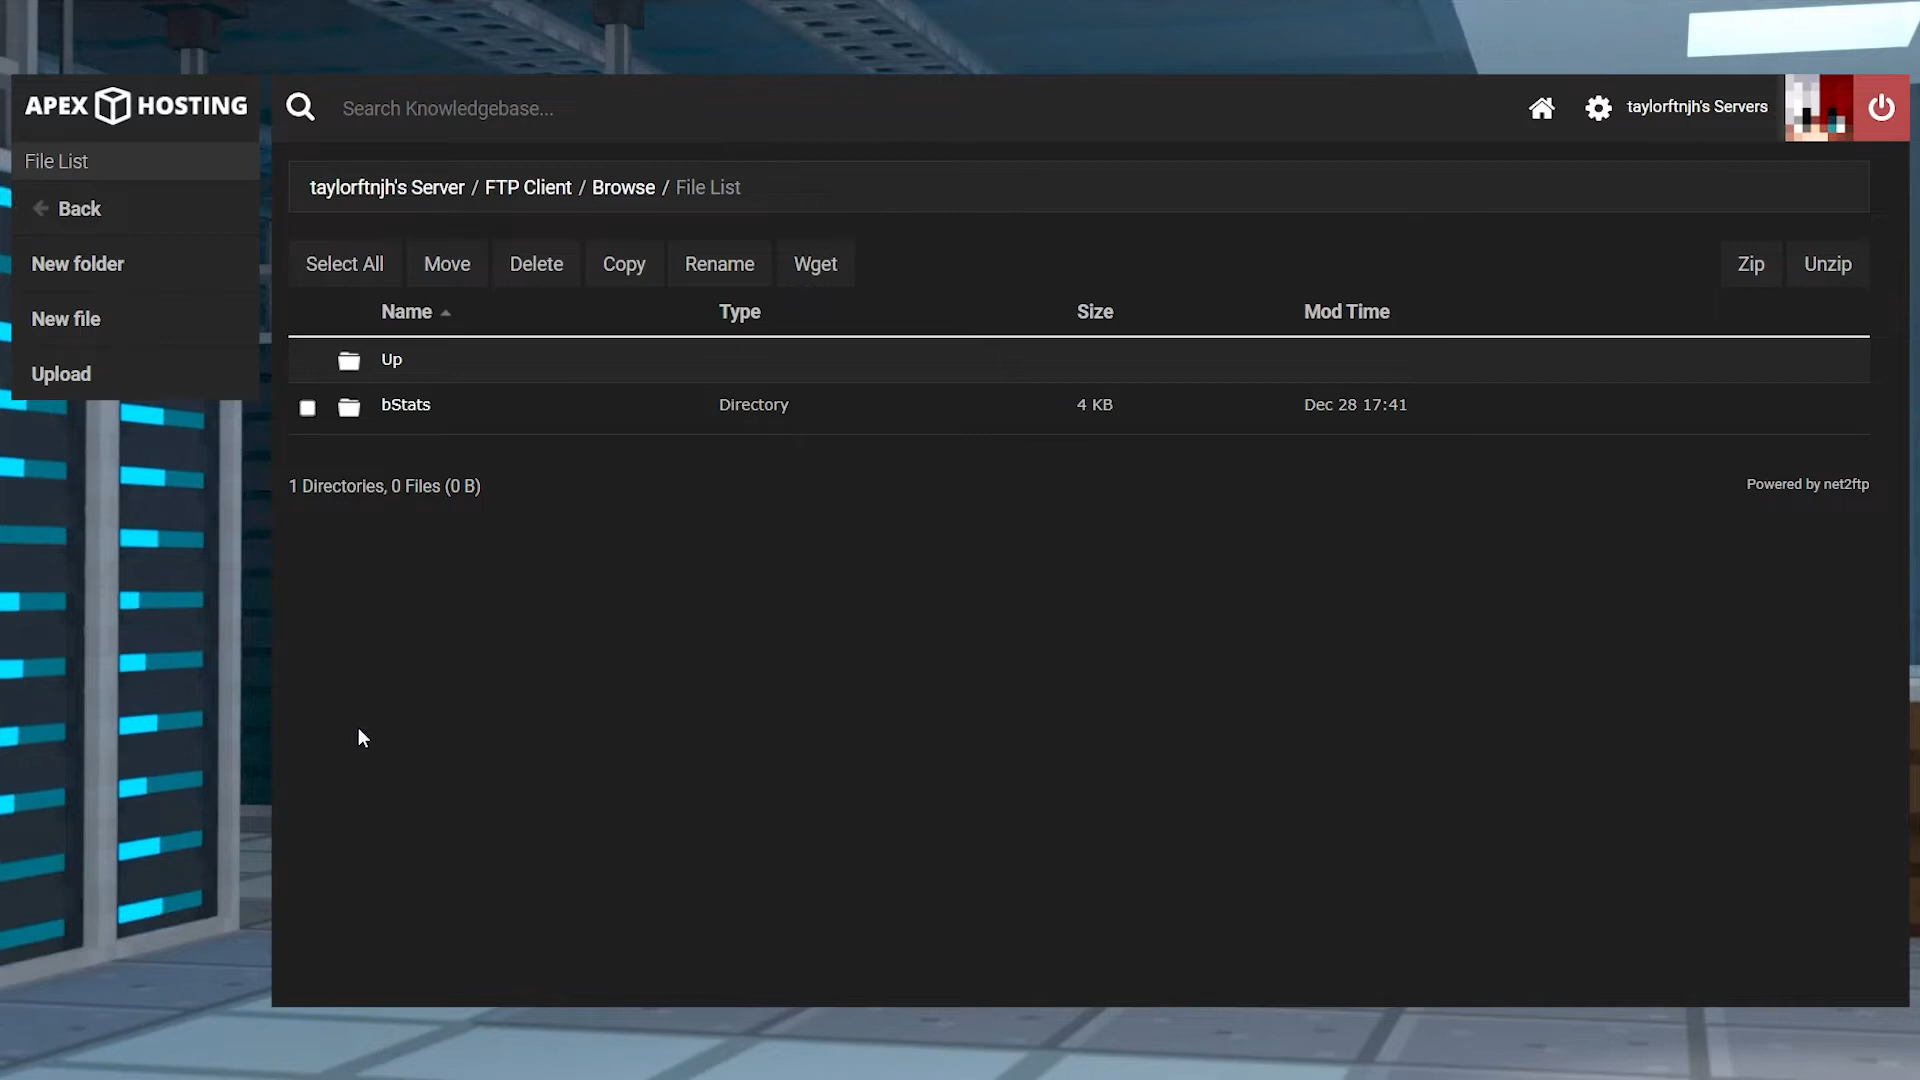 APEX HOSTING
Search Knowledgebase...
taylorftnjh's Servers
File List
Back
New folder
New file
Upload
taylorftnjh's Server / FTP Client / Browse / File List
Select All Move Delete Copy Rename Wget Zip Unzip
Name Type Size Mod Time
Up
bStats Directory 4 KB Dec 28 17:41
1 Directories, 0 Files (0 B)
Powered by net2ftp